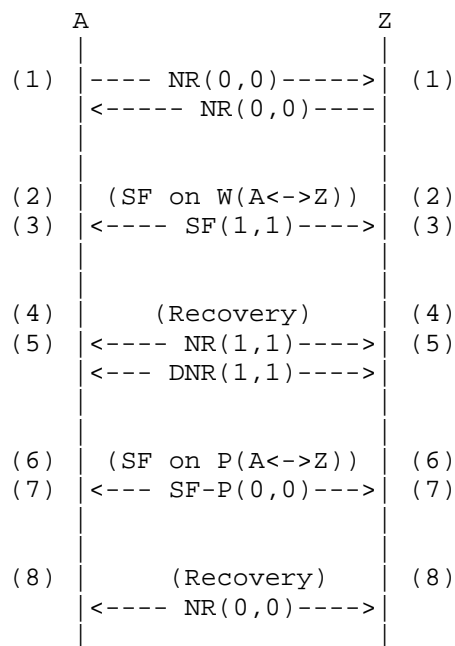 A Z
| |
(1) |---- NR(0,0)----->| (1)
|<----- NR(0,0)----|
| |
| |
(2) | (SF on W(A<->Z)) | (2)
(3) |<---- SF(1,1)---->| (3)
| |
| |
(4) | (Recovery) | (4)
(5) |<---- NR(1,1)---->| (5)
|<--- DNR(1,1)---->|
| |
| |
(6) | (SF on P(A<->Z)) | (6)
(7) |<--- SF-P(0,0)--->| (7)
| |
| |
(8) | (Recovery) | (8)
|<---- NR(0,0)---->|
| |